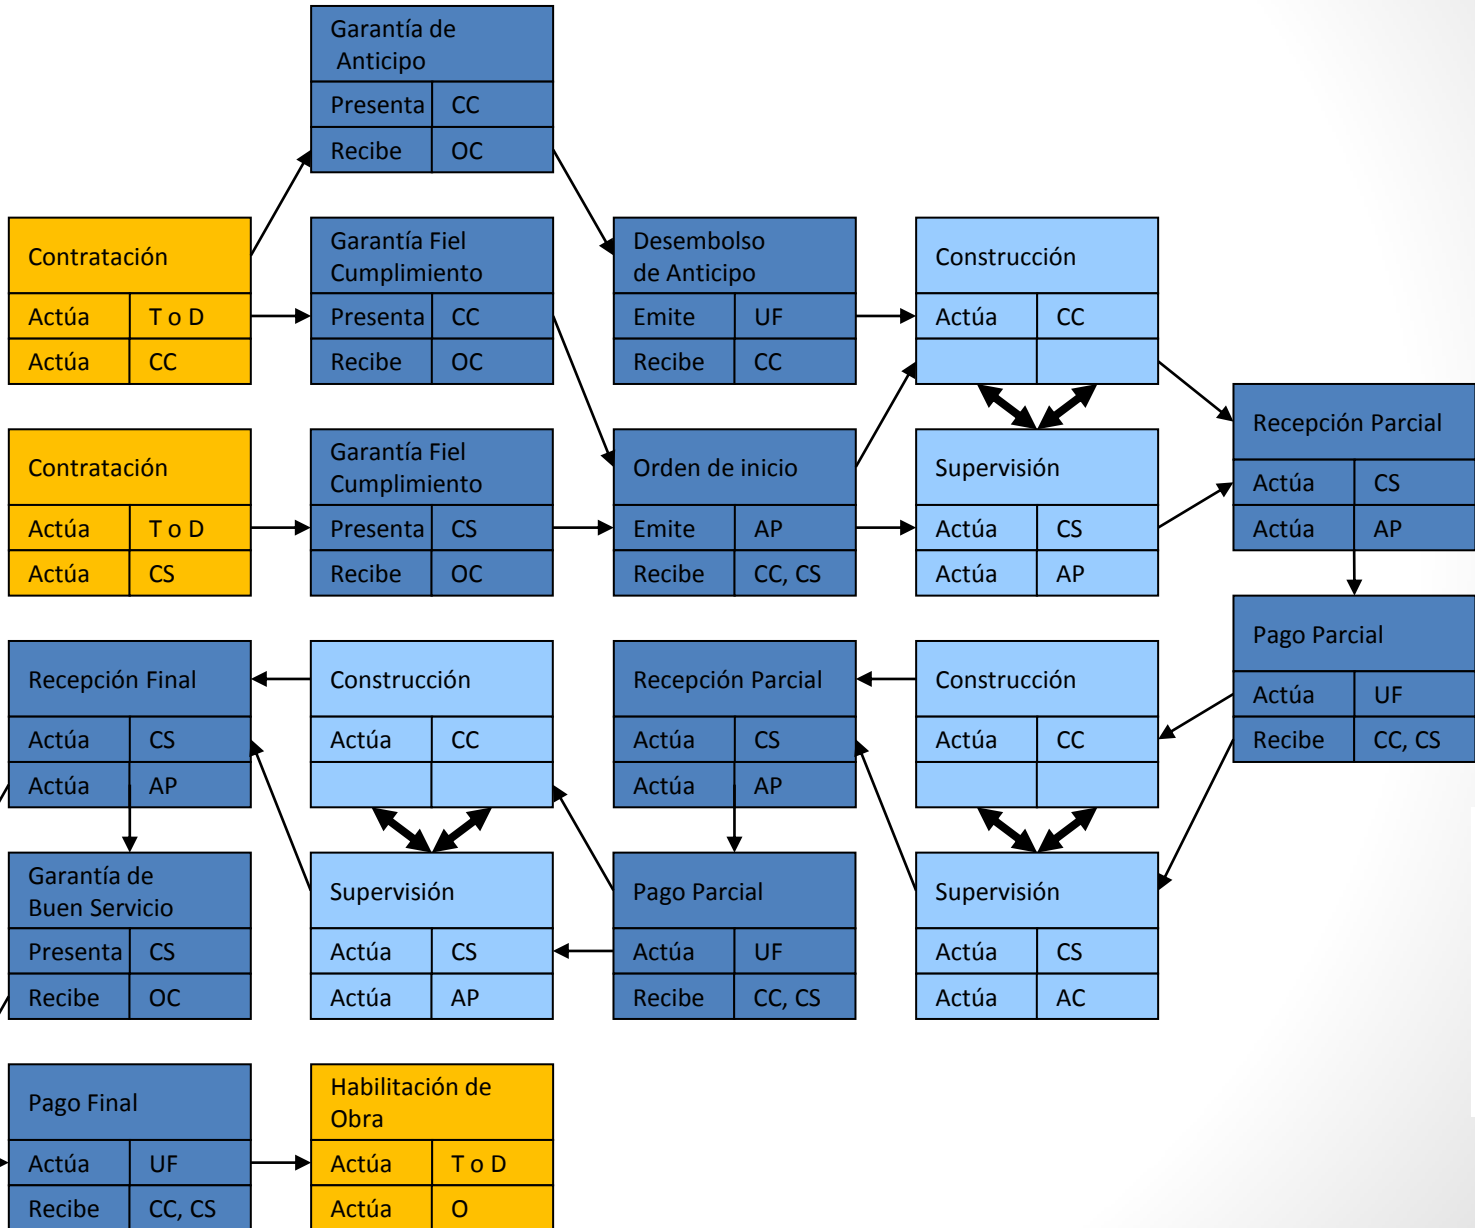 Garantía de
Anticipo
Presenta CC
Recibe OC
Contratación
Actúa T o D
Actúa CC
Garantía Fiel
Cumplimiento
Presenta CC
Recibe OC
Desembolso
de Anticipo
Emite UF
Recibe CC
Construcción
Actúa CC
Contratación
Actúa T o D
Actúa CS
Garantía Fiel
Cumplimiento
Presenta CS
Recibe OC
Orden de inicio
Emite AP
Recibe CC, CS
Supervisión
Actúa CS
Actúa AP
Recepción Parcial
Actúa CS
Actúa AP
Pago Parcial
Actúa UF
Recibe CC, CS
Recepción Final
Actúa CS
Actúa AP
Construcción
Actúa CC
Recepción Parcial
Actúa CS
Actúa AP
Construcción
Actúa CC
Garantía de
Buen Servicio
Presenta CS
Recibe OC
Supervisión
Actúa CS
Actúa AP
Pago Parcial
Actúa UF
Recibe CC, CS
Supervisión
Actúa CS
Actúa AC
Pago Final
Actúa UF
Recibe CC, CS
Habilitación de
Obra
Actúa T o D
Actúa O